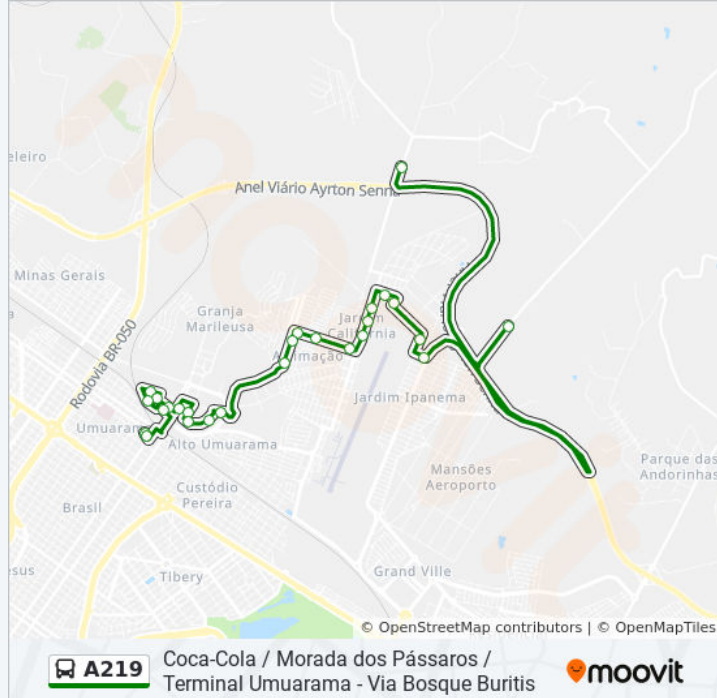 eleiro
Anel Viário Ayrton Senna
Minas Gerais
Granja
Marileusa
Jardim
California
Rodovia BR-050
Jardim Ipanema
Umuarama
Alto Umuarama
Mansões
Aeroporto
Parque das
Andorinhas
Custódio
Pereira
Brasil
esus
Tibery
Grand Ville
© OpenStreetMap contributors | © OpenMapTiles
A219
Coca-Cola / Morada dos Pássaros /
Terminal Umuarama - Via Bosque Buritis
moovit